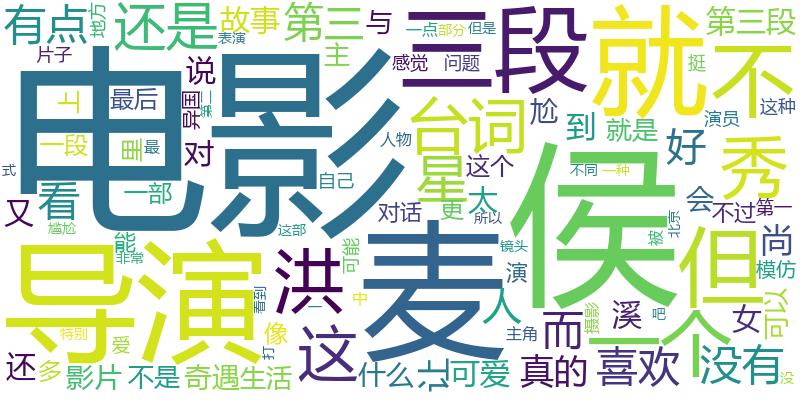 有点
地方
还是
故事
表演
第三
主
与
一点
部分
但是
三段
就
第三段
不
片子
上
最后
异国
第二
说
感觉
问题
挺
电影
一段
里
最
对
人物
台词
尬
到
就是
好
这种
演员
秀
式
看
一部
自己
星
这个
太
侯
不同
一种
会
不过
第一
又
尴尬
能
非常
这部
对话
更
所以
但
尚
北京
被
模仿
导演
洪
看到
可能
麦
镜头
人
演
而
溪
吧
一个
女
可以
摄影
特别
爱
像
打
这
一
中
主角
还
多
影片
不是
奇遇生活
什么
可爱
真的
喜欢
没有
没